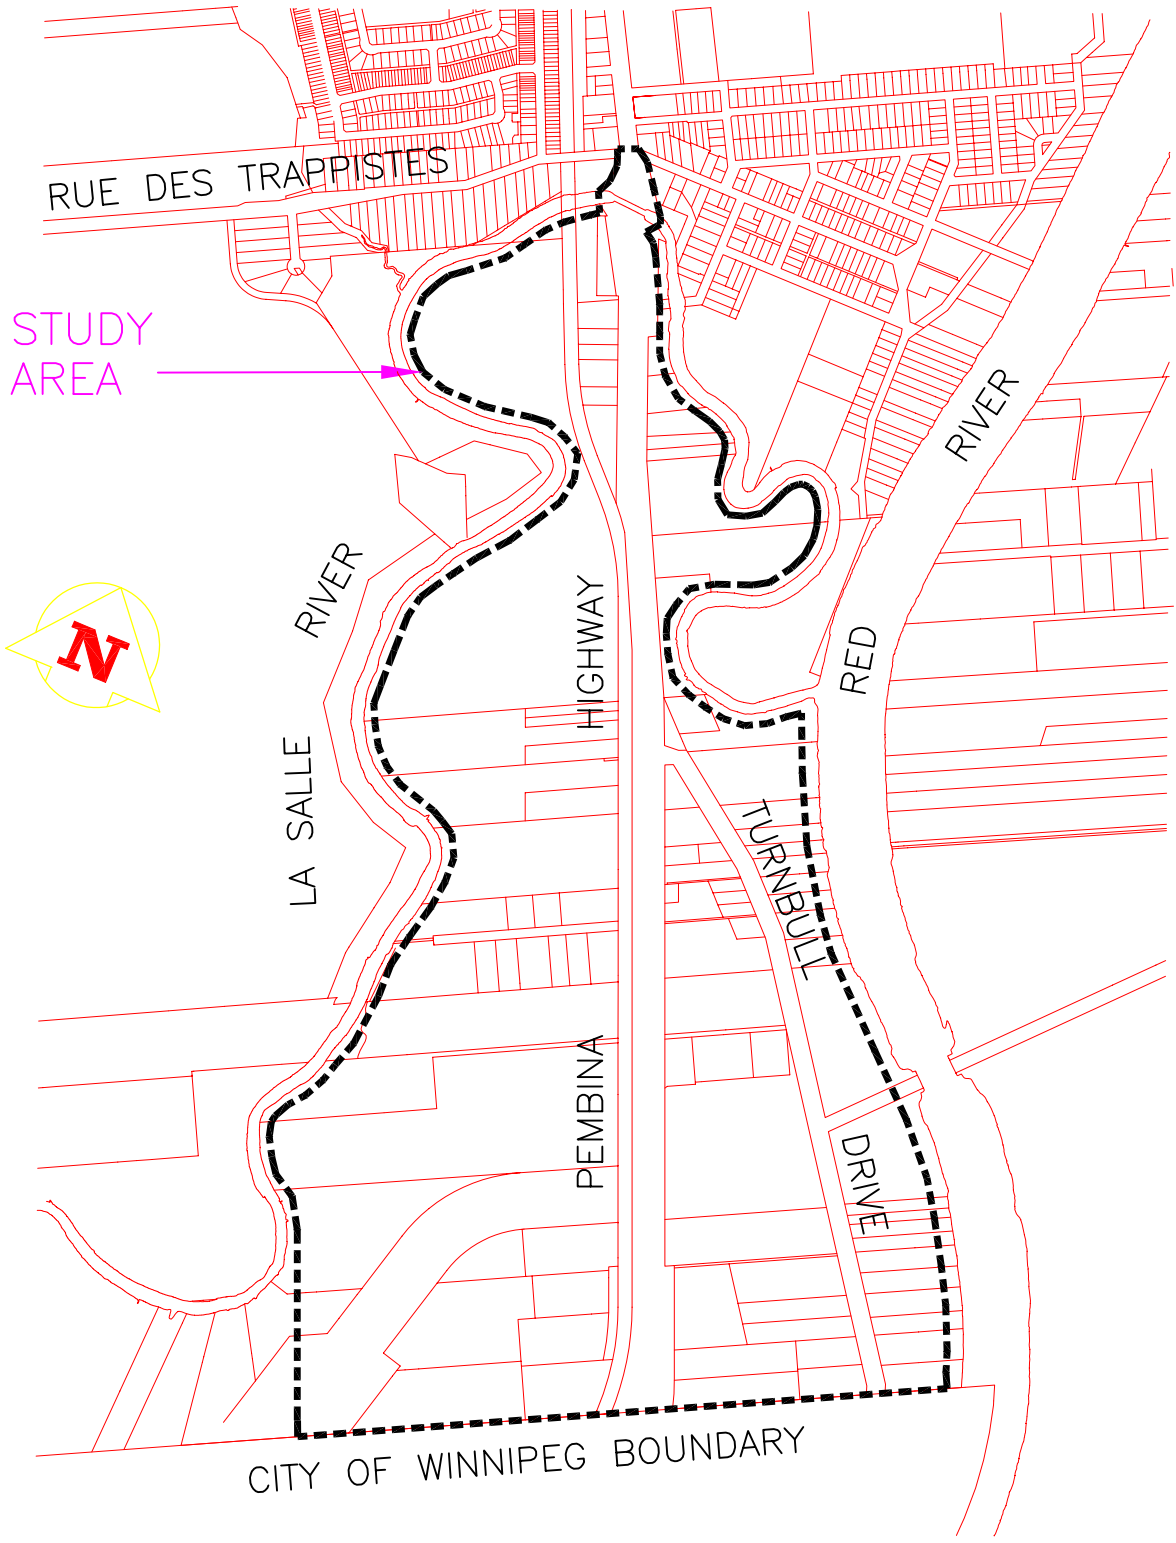 RUE DES TRAPPISTES
STUDY
AREA
RIVER
RIVER
N
HIGHWAY
RED
LA SALLE
TURNBULL
PEMBINA
DRIVE
CITY OF WINNIPEG BOUNDARY